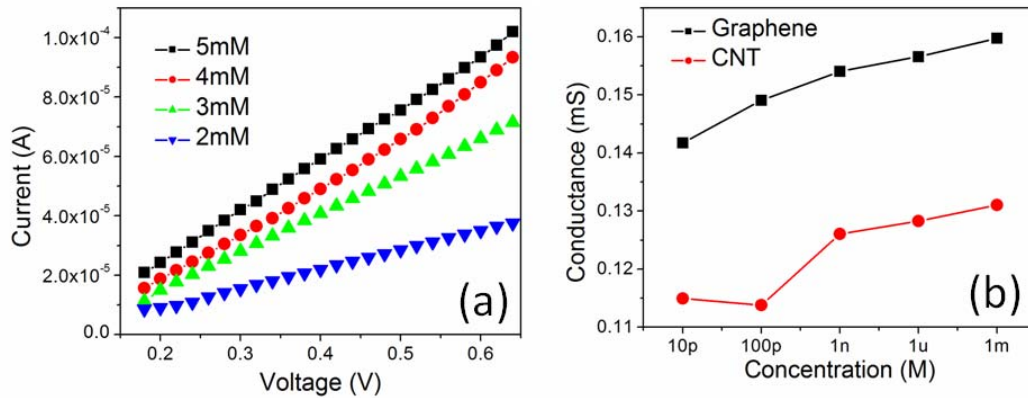 1.0x10⁻⁴
8.0x10⁻⁵
6.0x10⁻⁵
4.0x10⁻⁵
2.0x10⁻⁵
0.0
Current (A)
5mM
4mM
3mM
2mM
(a)
0.2 0.3 0.4 0.5 0.6
Voltage (V)
0.16
0.15
0.13
0.12
0.11
Conductance (mS)
Graphene
CNT
(b)
10p 100p 1n 1u 1m
Concentration (M)